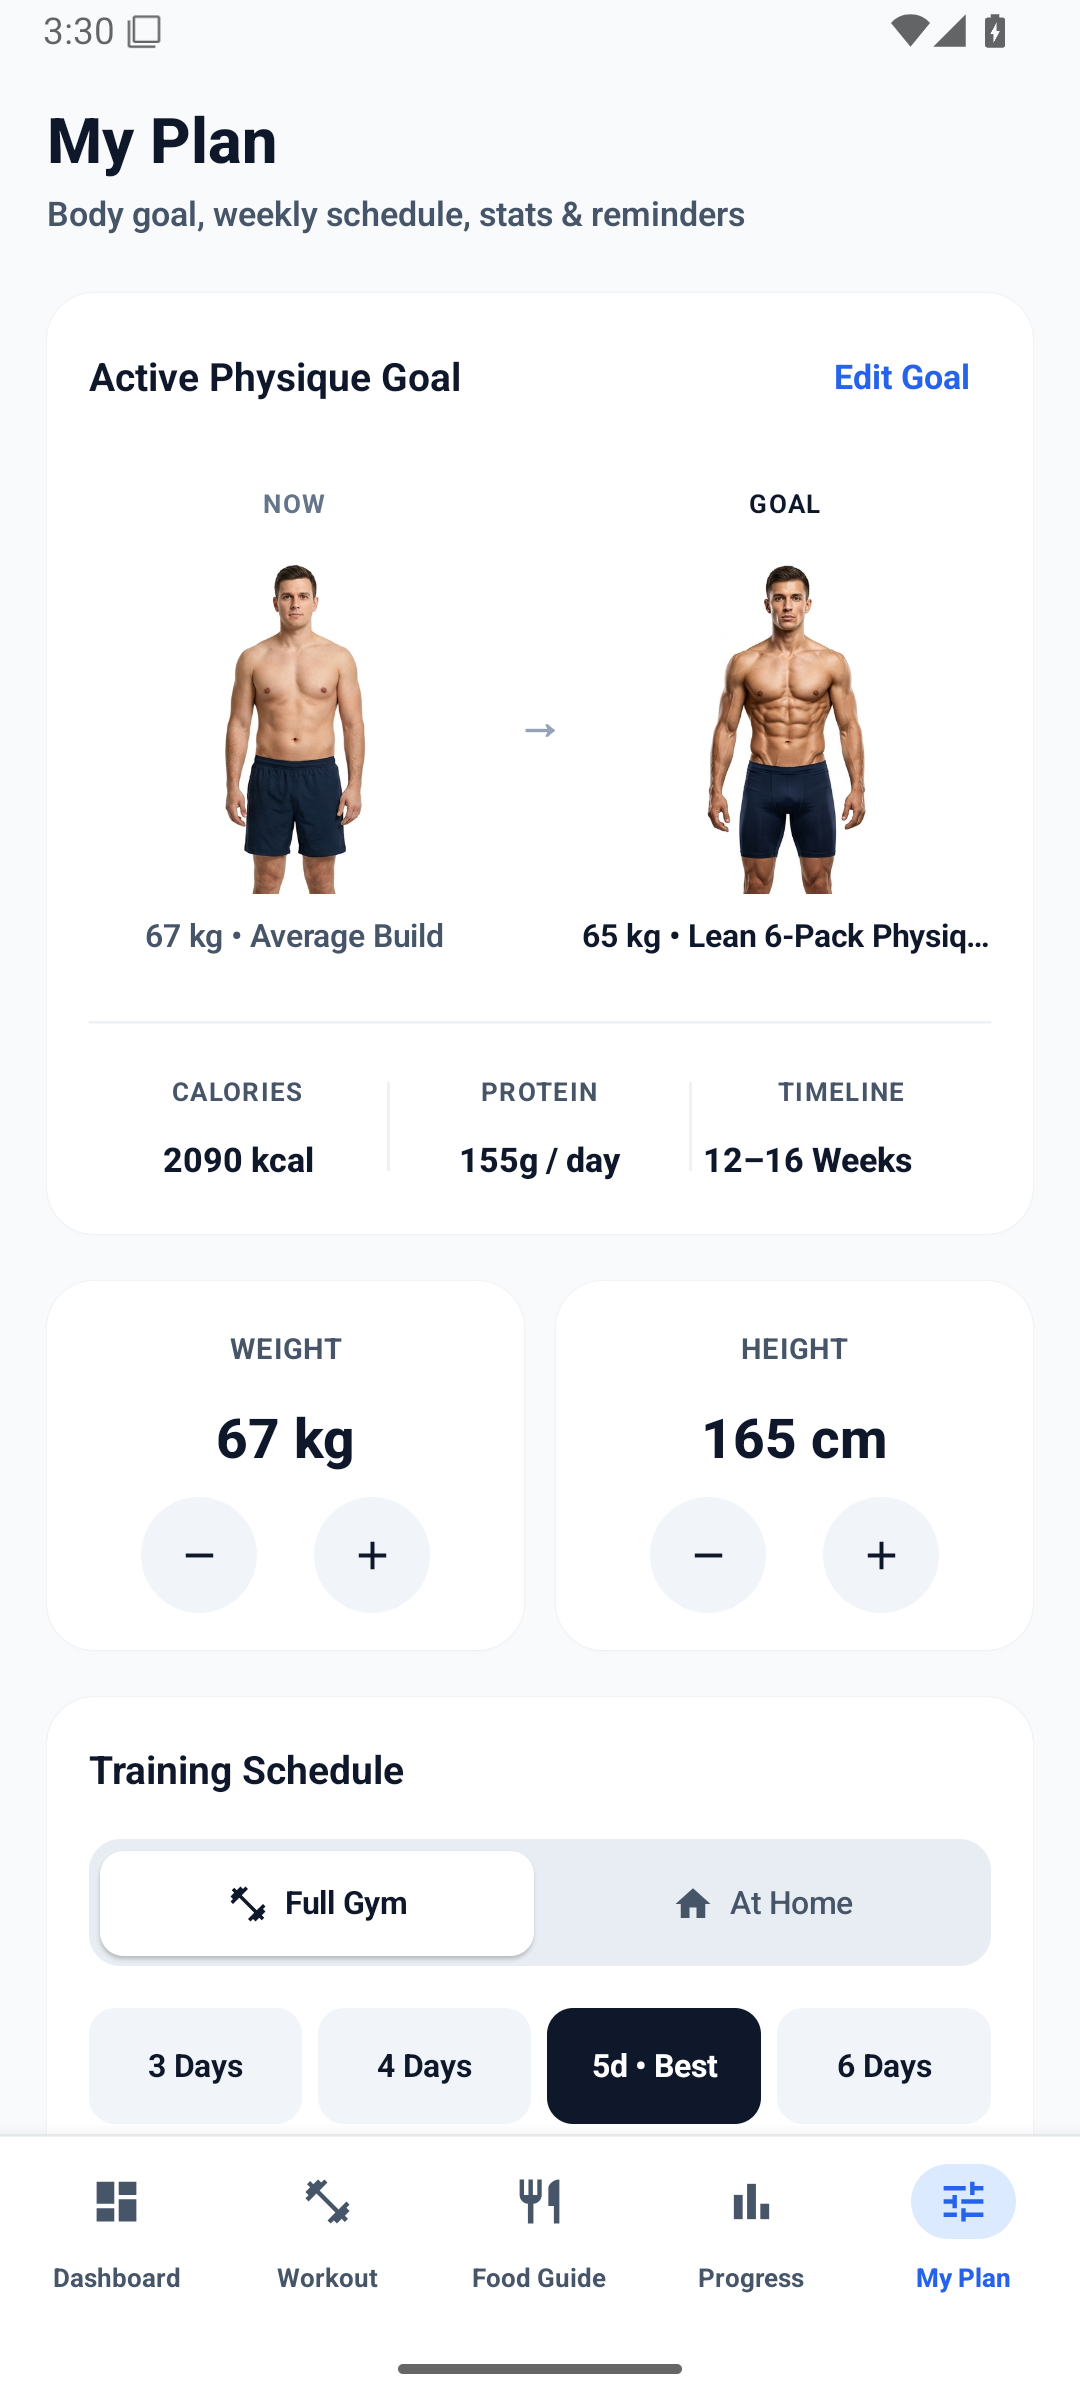 3:30
My Plan
Body goal, weekly schedule, stats & reminders
Active Physique Goal
Edit Goal
NOW
GOAL
→
67 kg • Average Build
65 kg • Lean 6-Pack Physiq...
CALORIES
PROTEIN
TIMELINE
2090 kcal
155g / day
12–16 Weeks
WEIGHT
HEIGHT
67 kg
165 cm
− +
− +
Training Schedule
Full Gym
At Home
3 Days
4 Days
5d • Best
6 Days
Dashboard
Workout
Food Guide
Progress
My Plan